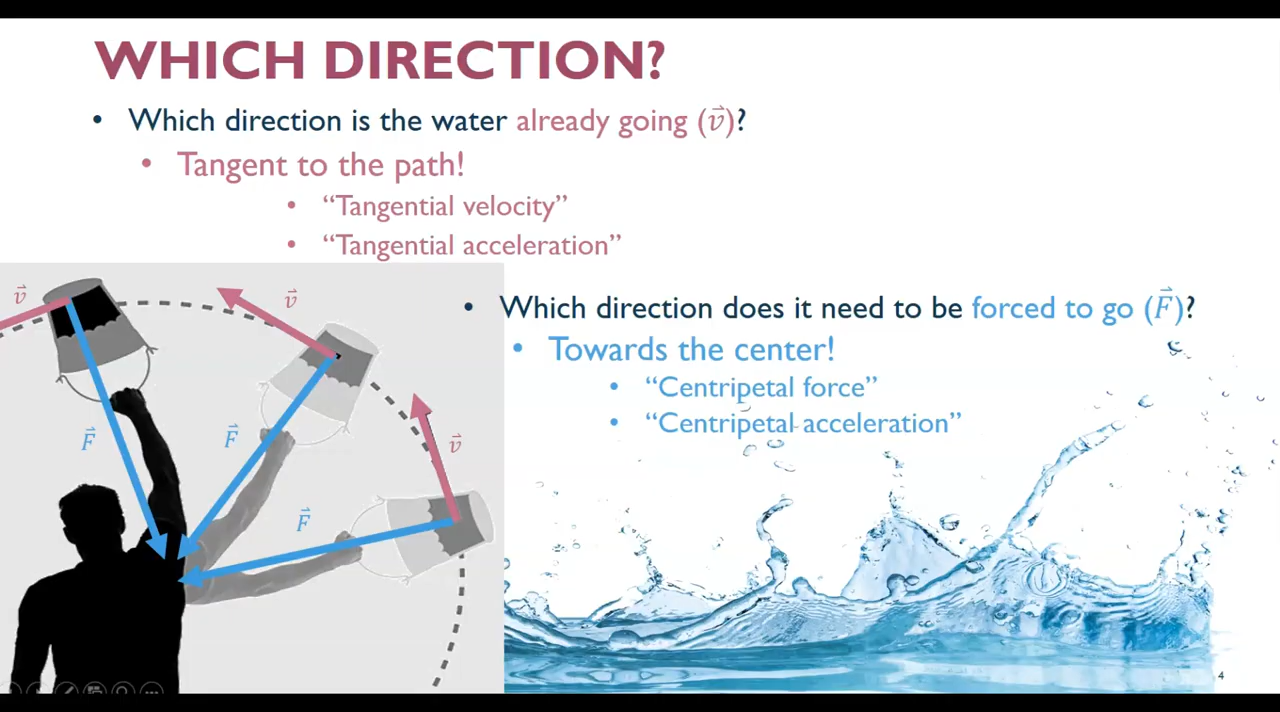 WHICH DIRECTION?
• Which direction is the water already going (v⃗)?
• Tangent to the path!
• “Tangential velocity”
• “Tangential acceleration”
• Which direction does it need to be forced to go (F⃗)?
• Towards the center!
• “Centripetal force”
• “Centripetal acceleration”
v⃗
v⃗
v⃗
F⃗
F⃗
F⃗
4